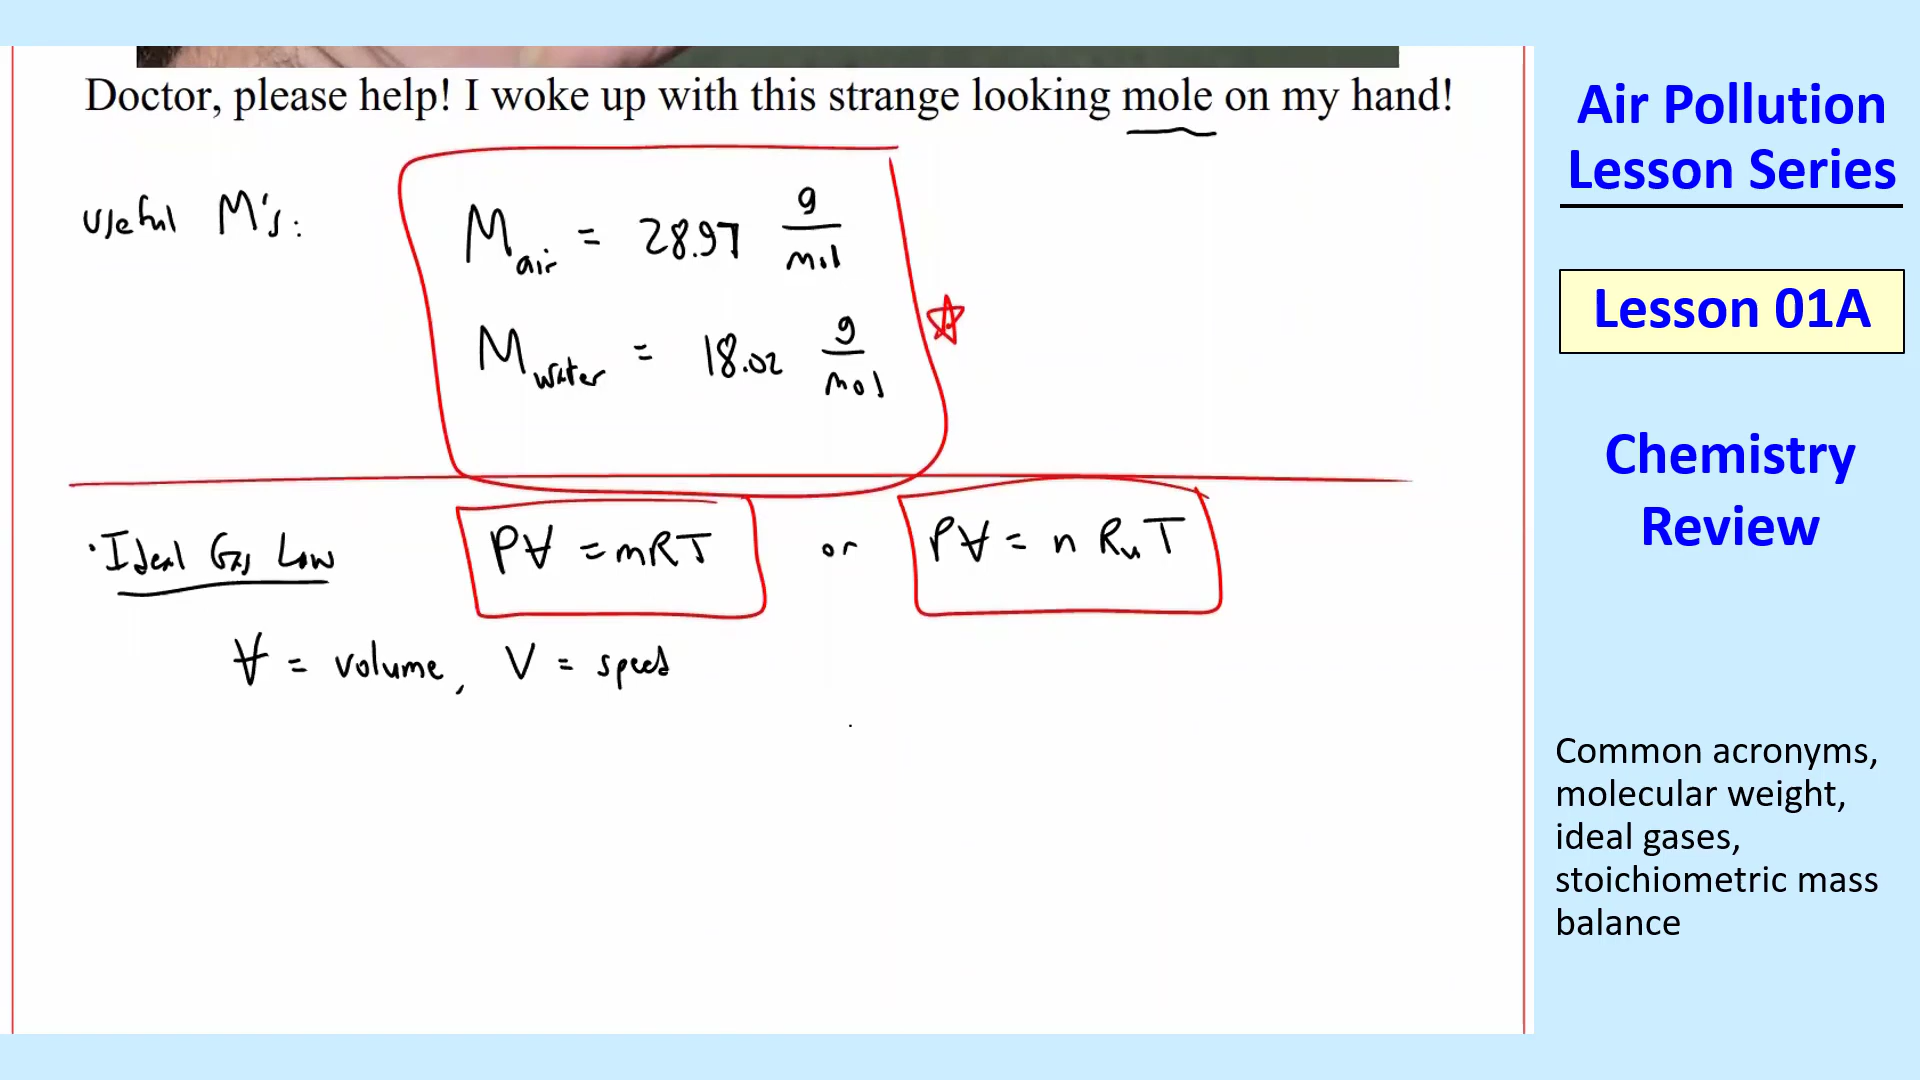 Doctor, please help! I woke up with this strange looking mole on my hand!
Useful M's:
M_air = 28.97 g/mol
M_water = 18.02 g/mol
· Ideal Gas Law   P∀ = mRT   or   P∀ = n R_u T
∀ = volume, V = speed
Air Pollution
Lesson Series
Lesson 01A
Chemistry
Review
Common acronyms,
molecular weight,
ideal gases,
stoichiometric mass
balance